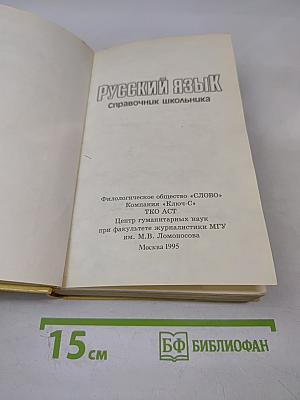 РУССКИЙ ЯЗЫК
справочник школьника
Филологическое общество «СЛОВО»
Компания «Ключ-С»
ТКО АСТ
Центр гуманитарных наук
при факультете журналистики МГУ
им. М.В. Ломоносова
Москва 1995
15 см
БФ БИБЛИОФАН